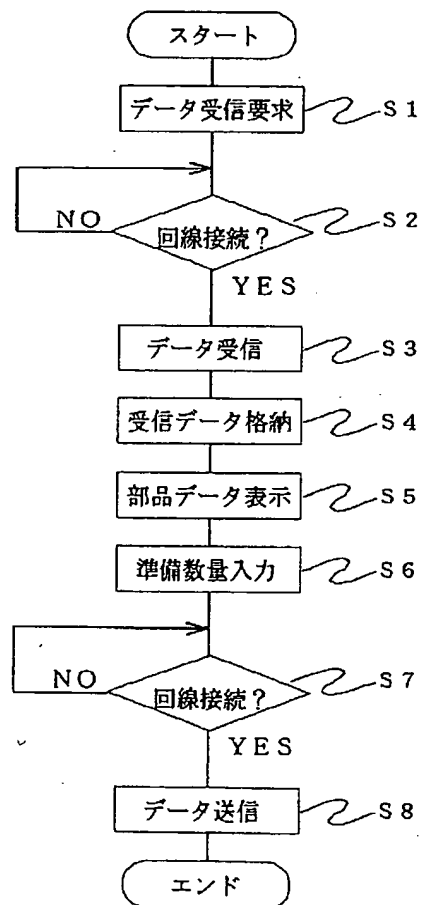 スタート
データ受信要求
S1
回線接続?
S2
NO
YES
データ受信
S3
受信データ格納
S4
部品データ表示
S5
準備数量入力
S6
回線接続?
S7
NO
YES
データ送信
S8
エンド